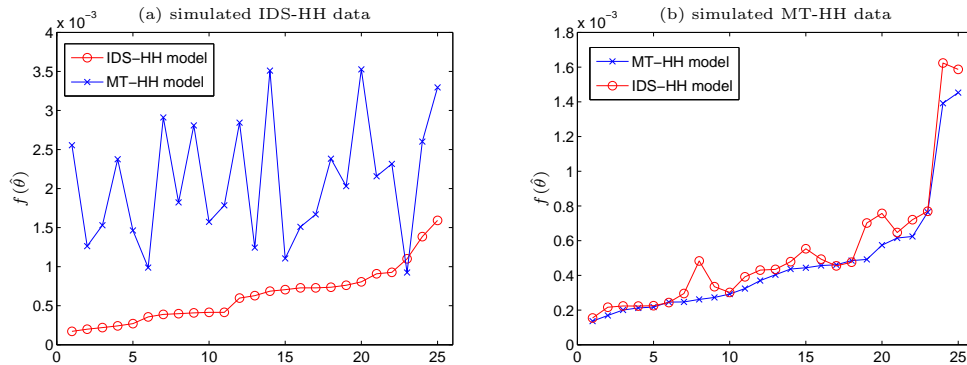 (a) simulated IDS-HH data
x 10⁻³
4
3.5
3
2.5
2
1.5
1
0.5
0
f(θ̂)
IDS−HH model
MT−HH model
0 5 10 15 20 25
(b) simulated MT-HH data
x 10⁻³
1.8
1.6
1.4
1.2
1
0.8
0.6
0.4
0.2
0
f(θ̂)
MT−HH model
IDS−HH model
0 5 10 15 20 25